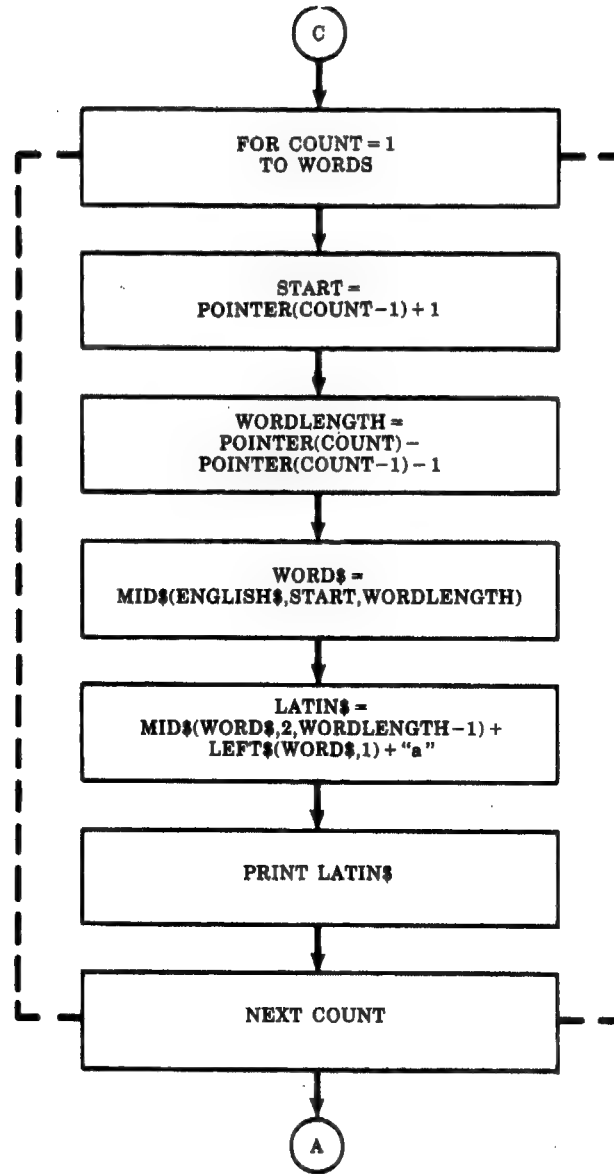 C
FOR COUNT = 1
TO WORDS
START =
POINTER(COUNT-1) + 1
WORDLENGTH =
POINTER(COUNT) -
POINTER(COUNT-1) - 1
WORD$ =
MID$(ENGLISH$,START,WORDLENGTH)
LATIN$ =
MID$(WORD$,2,WORDLENGTH-1) +
LEFT$(WORD$,1) + "a"
PRINT LATIN$
NEXT COUNT
A